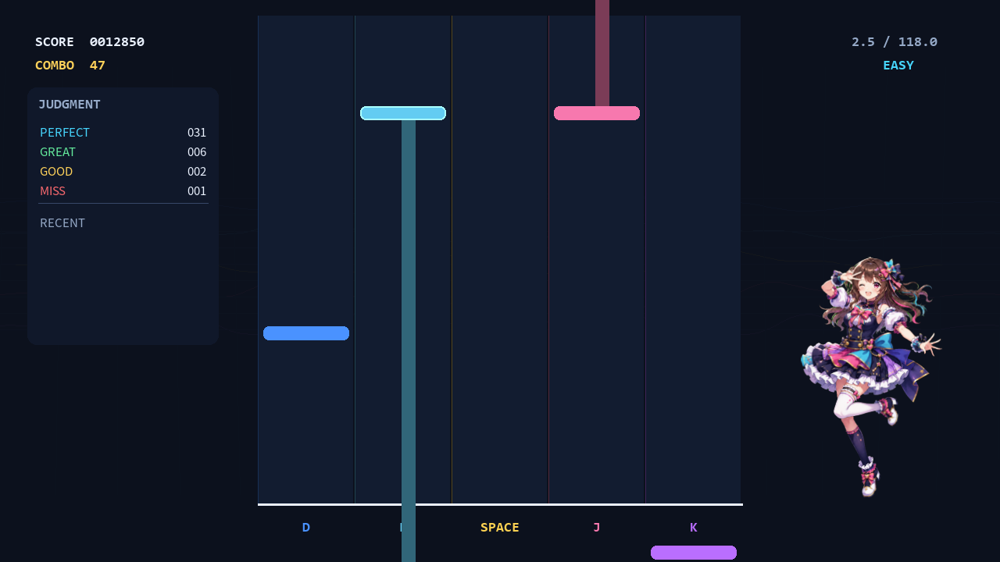 SCORE 0012850
COMBO 47
JUDGMENT
PERFECT 031
GREAT 006
GOOD 002
MISS 001
RECENT
2.5 / 118.0
EASY
D SPACE J K